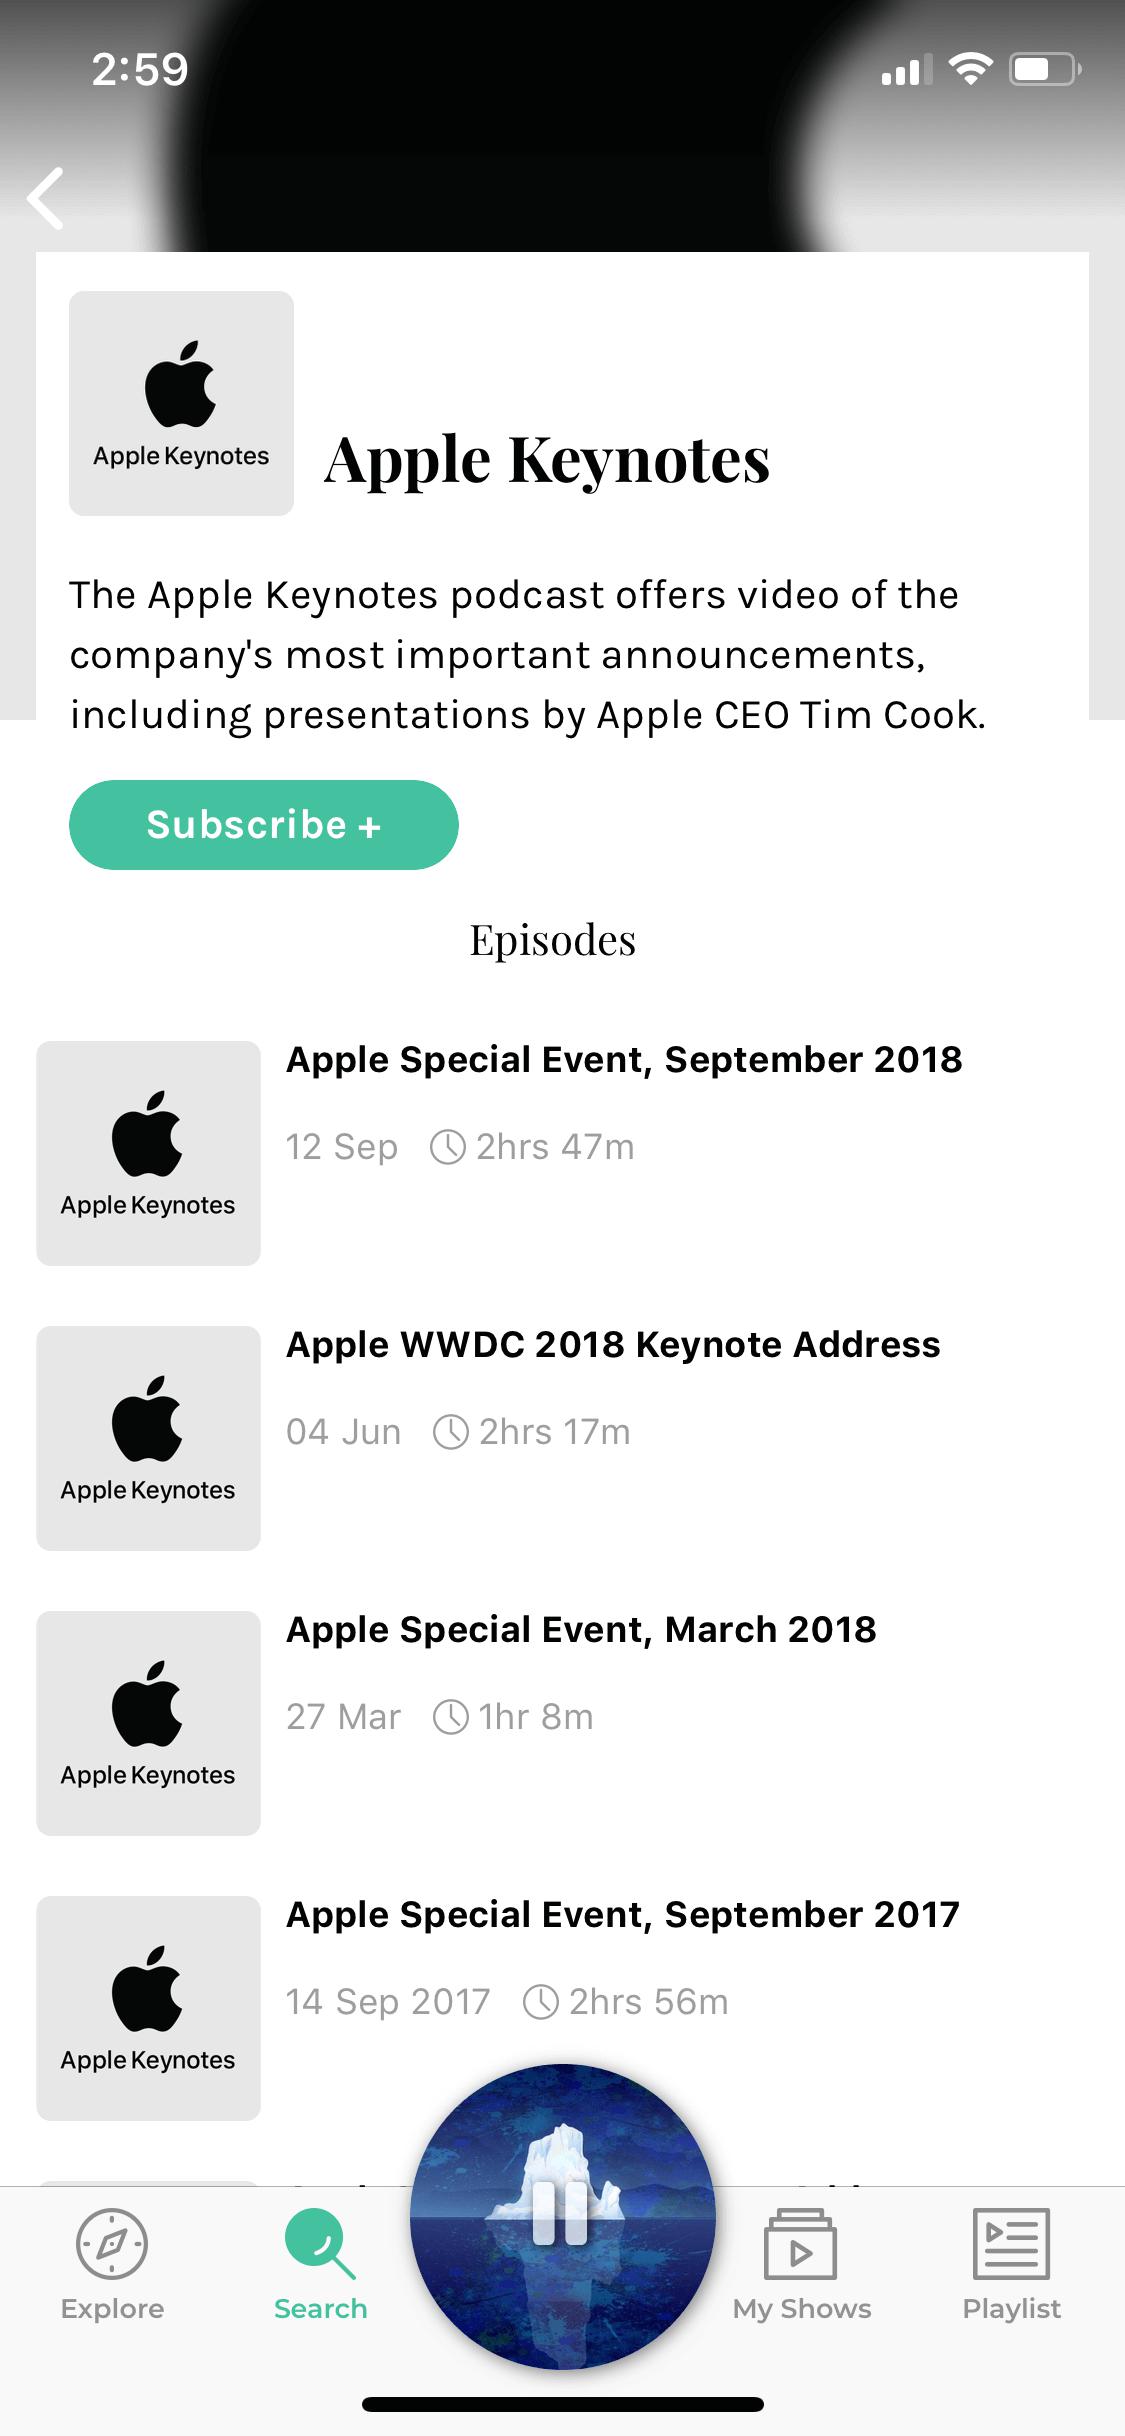 2:59
Apple Keynotes
Apple Keynotes
The Apple Keynotes podcast offers video of the
company's most important announcements,
including presentations by Apple CEO Tim Cook.
Subscribe +
Episodes
Apple Special Event, September 2018
12 Sep 2hrs 47m
Apple Keynotes
Apple WWDC 2018 Keynote Address
04 Jun 2hrs 17m
Apple Keynotes
Apple Special Event, March 2018
27 Mar 1hr 8m
Apple Keynotes
Apple Special Event, September 2017
14 Sep 2017 2hrs 56m
Apple Keynotes
Explore
Search
My Shows
Playlist